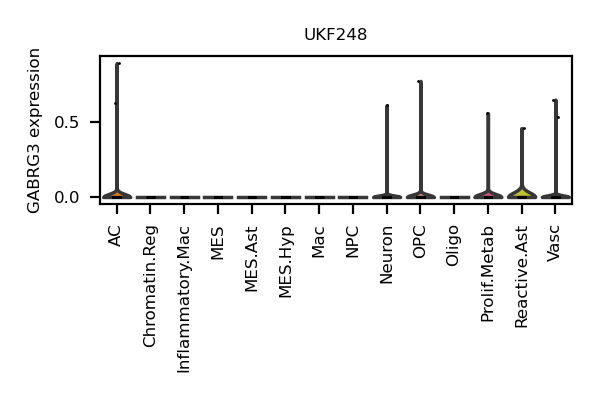 UKF248
GABRG3 expression
0.5
0.0
AC
Chromatin.Reg
Inflammatory.Mac
MES
MES.Ast
MES.Hyp
Mac
NPC
Neuron
OPC
Oligo
Prolif.Metab
Reactive.Ast
Vasc